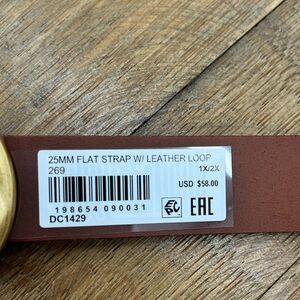 25MM FLAT STRAP W/ LEATHER LOOP
269
1X/2X
USD $58.00
198654 090031
DC1429
EAC